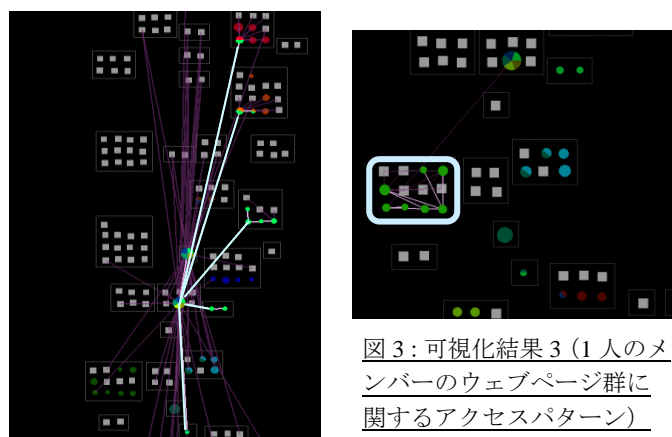 図 3 : 可視化結果 3（1 人のメ
ンバーのウェブページ群に
関するアクセスパターン）